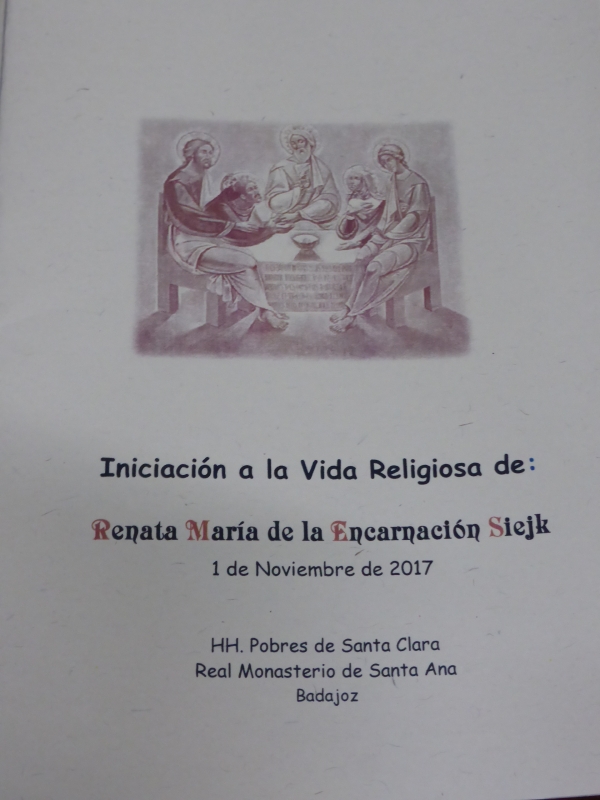 Iniciación a la Vida Religiosa de:
Renata María de la Encarnación Siejk
1 de Noviembre de 2017
HH. Pobres de Santa Clara
Real Monasterio de Santa Ana
Badajoz